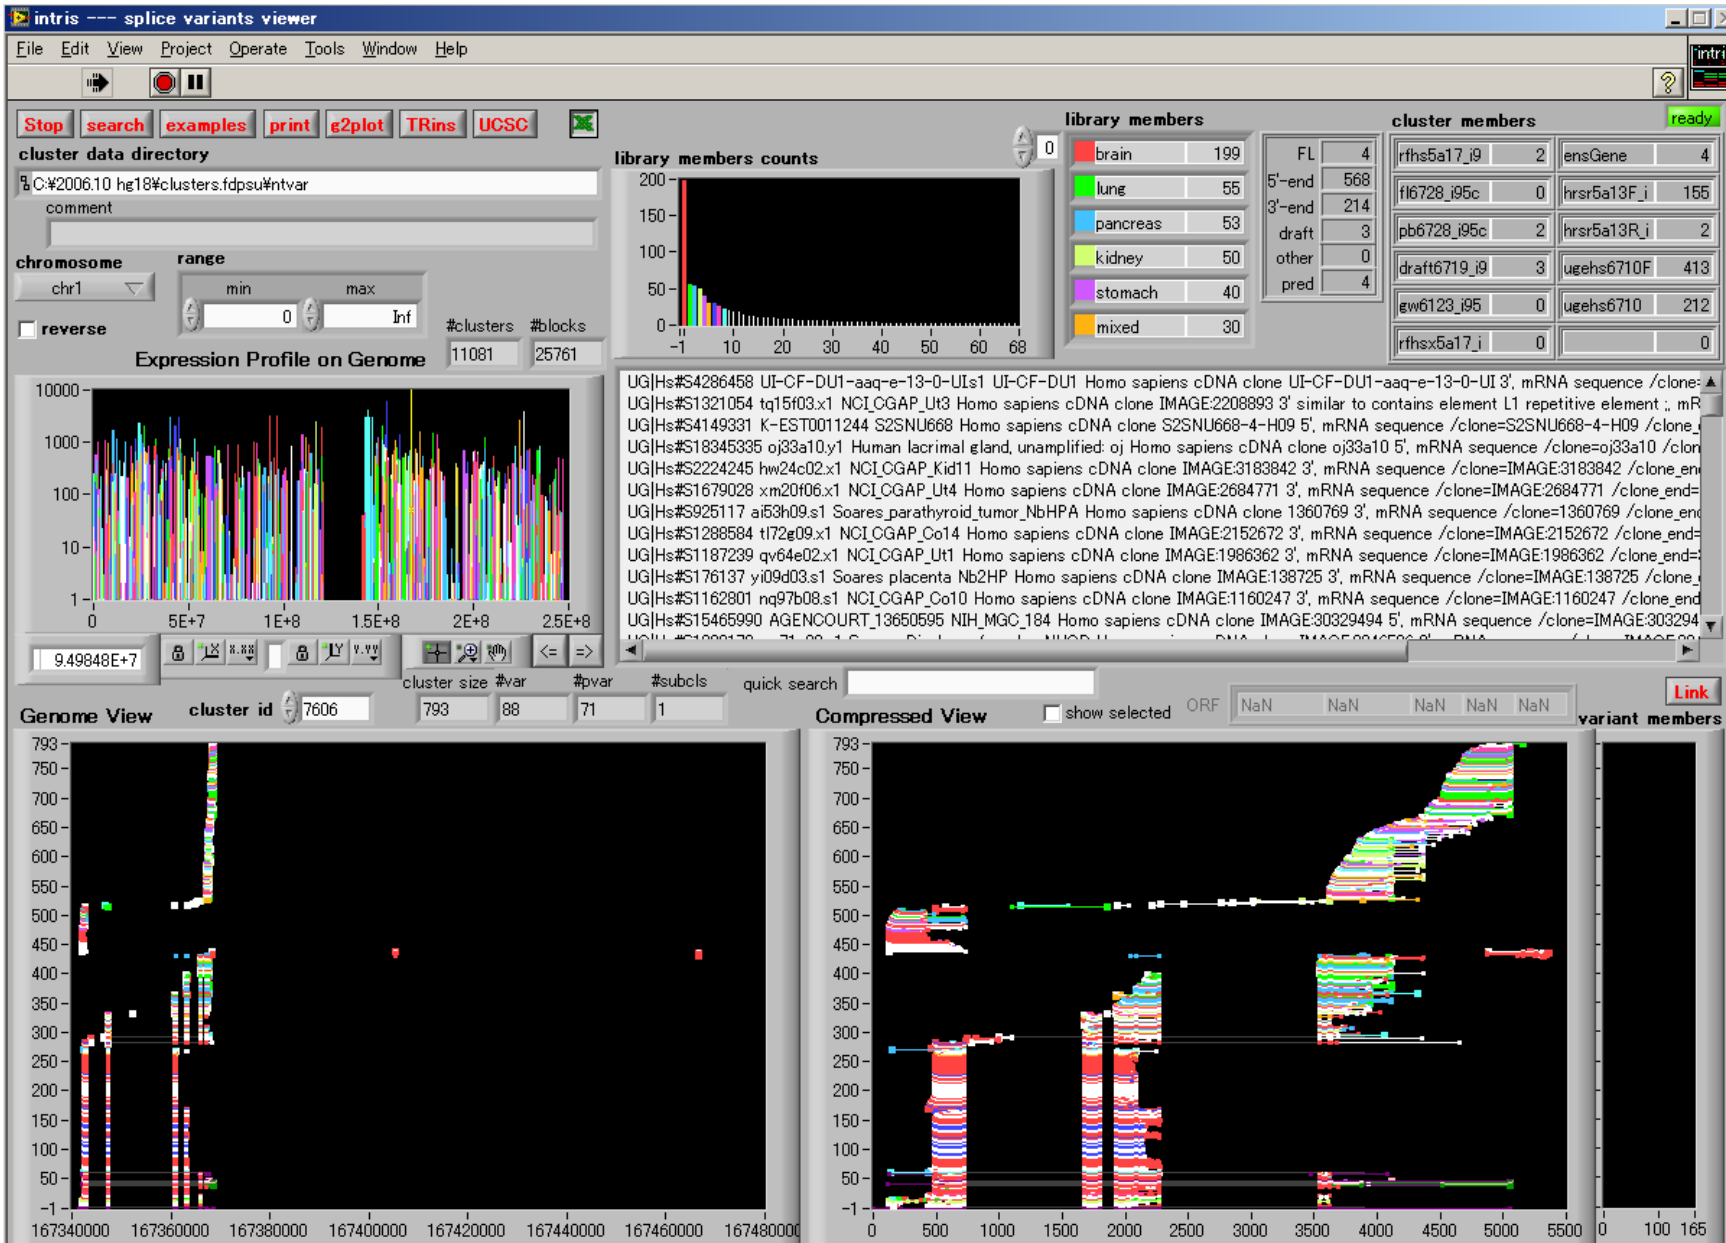 intris --- splice variants viewer
File Edit View Project Operate Tools Window Help
intri
Stop search examples print g2plot TRins UCSC
cluster data directory
C:¥2006.10 hg18¥clusters.fdpsu¥ntvar
comment
chromosome
chr1
reverse
range
min max
0 Inf
#clusters #blocks
11081 25761
library members counts
0
200
150
100
50
0
-1 10 20 30 40 50 60 68
library members
brain 199
lung 55
pancreas 53
kidney 50
stomach 40
mixed 30
FL 4
5'-end 568
3'-end 214
draft 3
other 0
pred 4
cluster members
ready
rfhs5a17_i9 2 ensGene 4
fl6728_i95c 0 hrsr5a13F_i 155
pb6728_i95c 2 hrsr5a13R_i 2
draft6719_i9 3 ugehs6710F 413
gw6123_i95 0 ugehs6710 212
rfhsx5a17_i 0 0
Expression Profile on Genome
10000
1000
100
10
1
0 5E+7 1E+8 1.5E+8 2E+8 2.5E+8
9.49848E+7
X X.XX Y Y.YY <= =>
UG|Hs#S4286458 UI-CF-DU1-aaq-e-13-0-UIs1 UI-CF-DU1 Homo sapiens cDNA clone UI-CF-DU1-aaq-e-13-0-UI 3', mRNA sequence /clone=
UG|Hs#S1321054 tq15f03.x1 NCI_CGAP_Ut3 Homo sapiens cDNA clone IMAGE:2208893 3' similar to contains element L1 repetitive element ;, mR
UG|Hs#S4149331 K-EST0011244 S2SNU668 Homo sapiens cDNA clone S2SNU668-4-H09 5', mRNA sequence /clone=S2SNU668-4-H09 /clone_
UG|Hs#S18345335 oj33a10.y1 Human lacrimal gland, unamplified: oj Homo sapiens cDNA clone oj33a10 5', mRNA sequence /clone=oj33a10 /clon
UG|Hs#S2224245 hw24c02.x1 NCI_CGAP_Kid11 Homo sapiens cDNA clone IMAGE:3183842 3', mRNA sequence /clone=IMAGE:3183842 /clone_en
UG|Hs#S1679028 xm20f06.x1 NCI_CGAP_Ut4 Homo sapiens cDNA clone IMAGE:2684771 3', mRNA sequence /clone=IMAGE:2684771 /clone_end=
UG|Hs#S925117 ai53h09.s1 Soares_parathyroid_tumor_NbHPA Homo sapiens cDNA clone 1360769 3', mRNA sequence /clone=1360769 /clone_end
UG|Hs#S1288584 tl72g09.x1 NCI_CGAP_Co14 Homo sapiens cDNA clone IMAGE:2152672 3', mRNA sequence /clone=IMAGE:2152672 /clone_end=
UG|Hs#S1187239 qv64e02.x1 NCI_CGAP_Ut1 Homo sapiens cDNA clone IMAGE:1986362 3', mRNA sequence /clone=IMAGE:1986362 /clone_end=
UG|Hs#S176137 yi09d03.s1 Soares placenta Nb2HP Homo sapiens cDNA clone IMAGE:138725 3', mRNA sequence /clone=IMAGE:138725 /clone_
UG|Hs#S1162801 nq97b08.s1 NCI_CGAP_Co10 Homo sapiens cDNA clone IMAGE:1160247 3', mRNA sequence /clone=IMAGE:1160247 /clone_end
UG|Hs#S15465990 AGENCOURT_13650595 NIH_MGC_184 Homo sapiens cDNA clone IMAGE:30329494 5', mRNA sequence /clone=IMAGE:303294
Genome View
cluster id 7606
cluster size #var #pvar #subcls
793 88 71 1
quick search
Compressed View
show selected
ORF NaN NaN NaN NaN NaN
Link
variant members
793
750
700
650
600
550
500
450
400
350
300
250
200
150
100
50
-1
167340000 167360000 167380000 167400000 167420000 167440000 167460000 167480000
793
750
700
650
600
550
500
450
400
350
300
250
200
150
100
50
-1
0 500 1000 1500 2000 2500 3000 3500 4000 4500 5000 5500
0 100 165